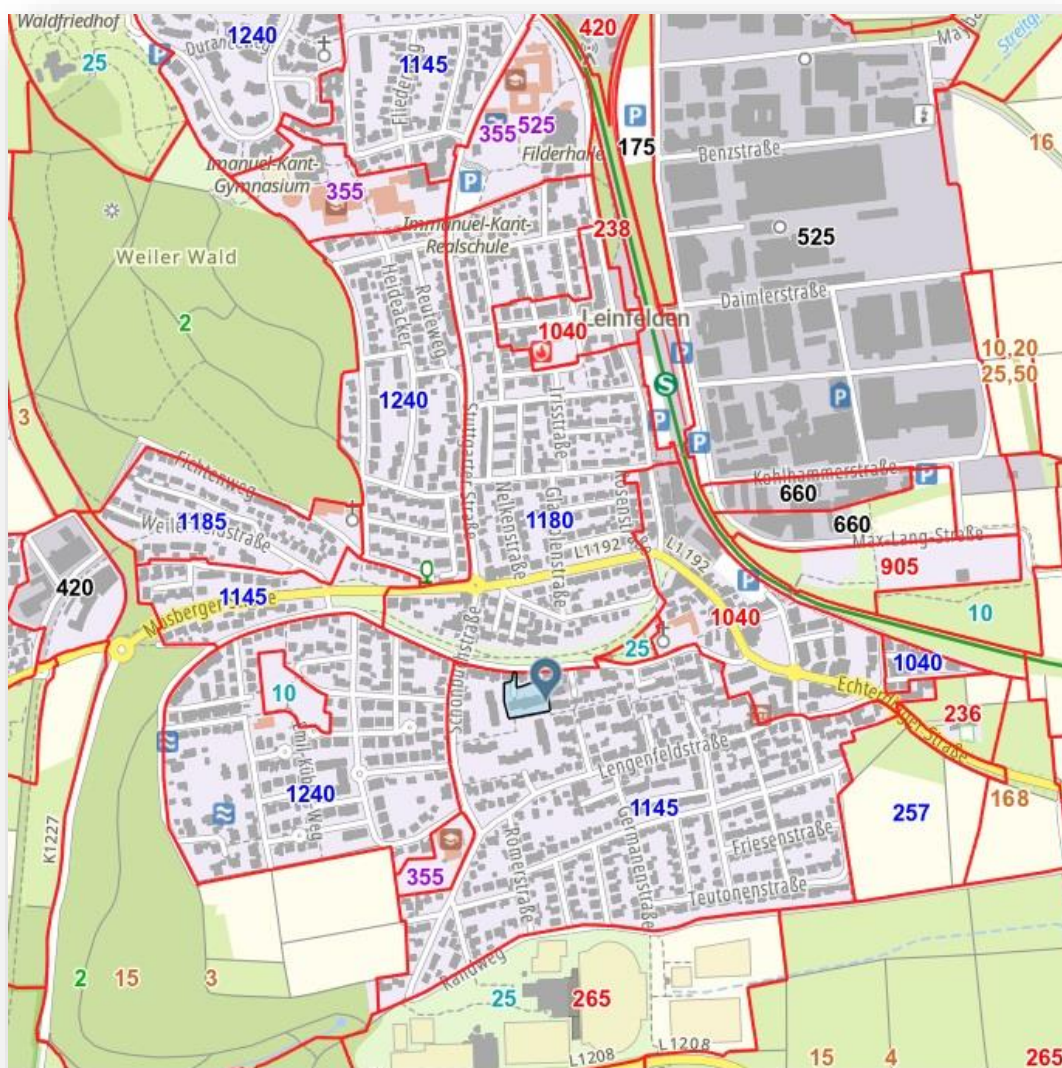 Waldfriedhof
25
1240
Duranceweg
1145
420
355
525
Filderhalle
175
Benzstraße
16
Imanuel-Kant-
Gymnasium
355
Immanuel-Kant-
Realschule
238
525
Weiler Wald
2
Heideäcker
Reuteweg
1040
Leinfelden
Daimlerstraße
10,20
25,50
3
1240
Irisstraße
S
Stuttgarter Straße
Fichtenweg
1185
Nelkenstraße
1180
L1192
L1192
Kohlhammerstraße
660
660
Max-Lang-Straße
905
420
1145
10
25
1040
1040
Echterdinger Straße
236
168
10
1240
Lengenfeldstraße
1145
257
Friesenstraße
Teutonenstraße
Römerstraße
Germanenstraße
355
K1227
2
15
3
Randweg
25
265
L1208
L1208
15
4
265